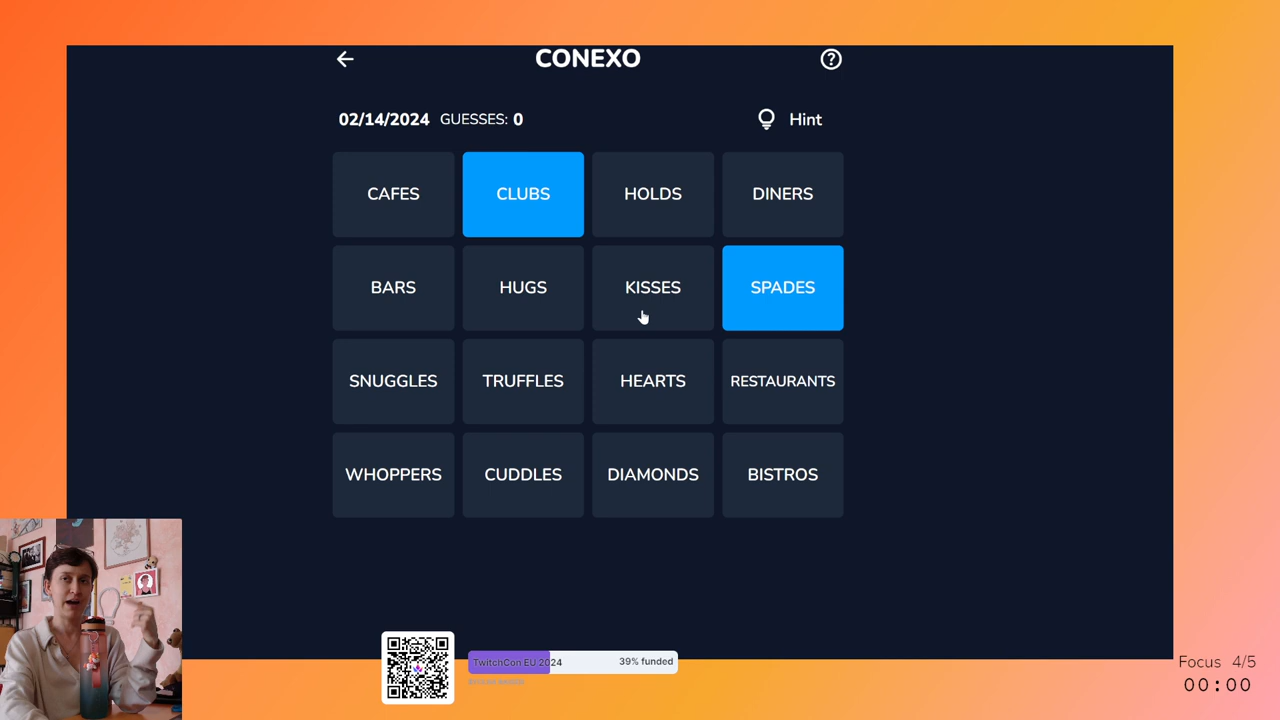 CONEXO
02/14/2024 GUESSES: 0 Hint
CAFES CLUBS HOLDS DINERS
BARS HUGS KISSES SPADES
SNUGGLES TRUFFLES HEARTS RESTAURANTS
WHOPPERS CUDDLES DIAMONDS BISTROS
TwitchCon EU 2024 39% funded
Focus 4/5
00:00